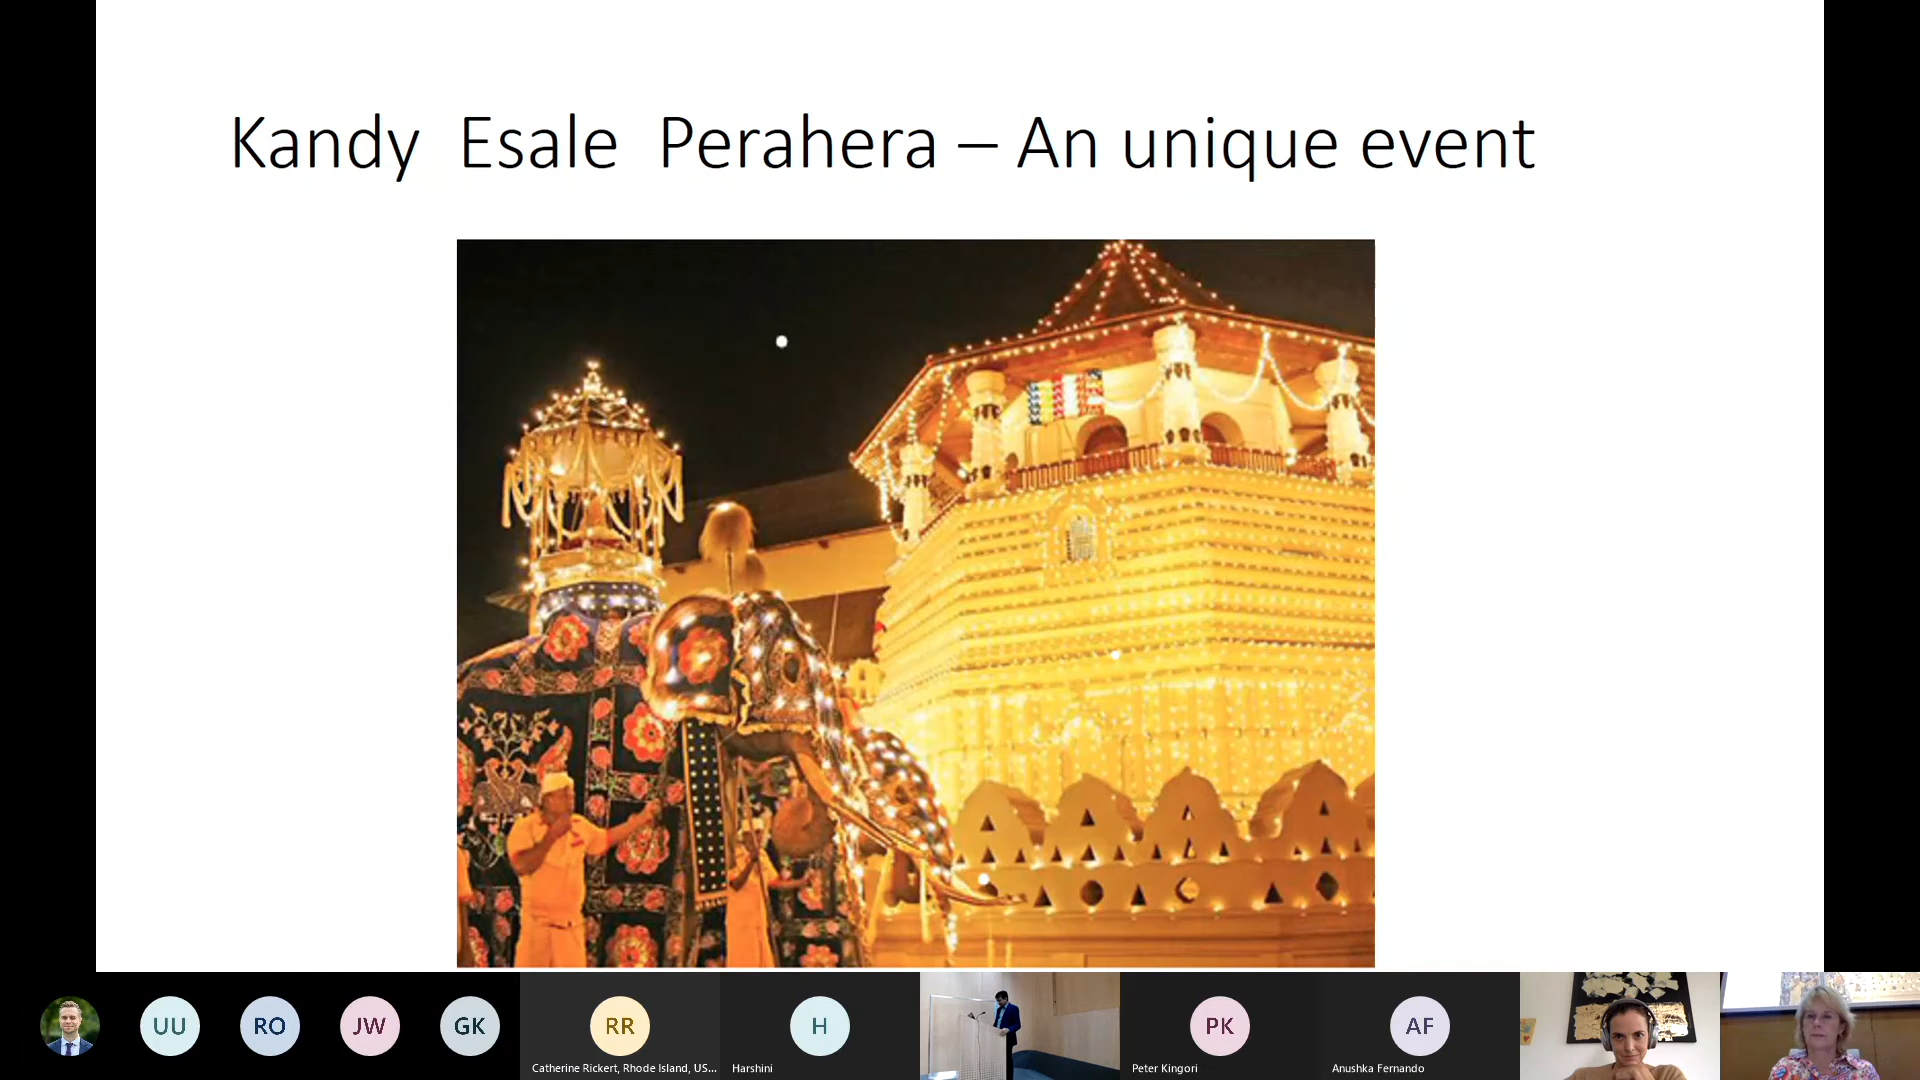 Kandy Esale Perahera – An unique event
UU
RO
JW
GK
RR
H
PK
AF
Catherine Rickert, Rhode Island, US...
Harshini
Peter Kingori
Anushka Fernando